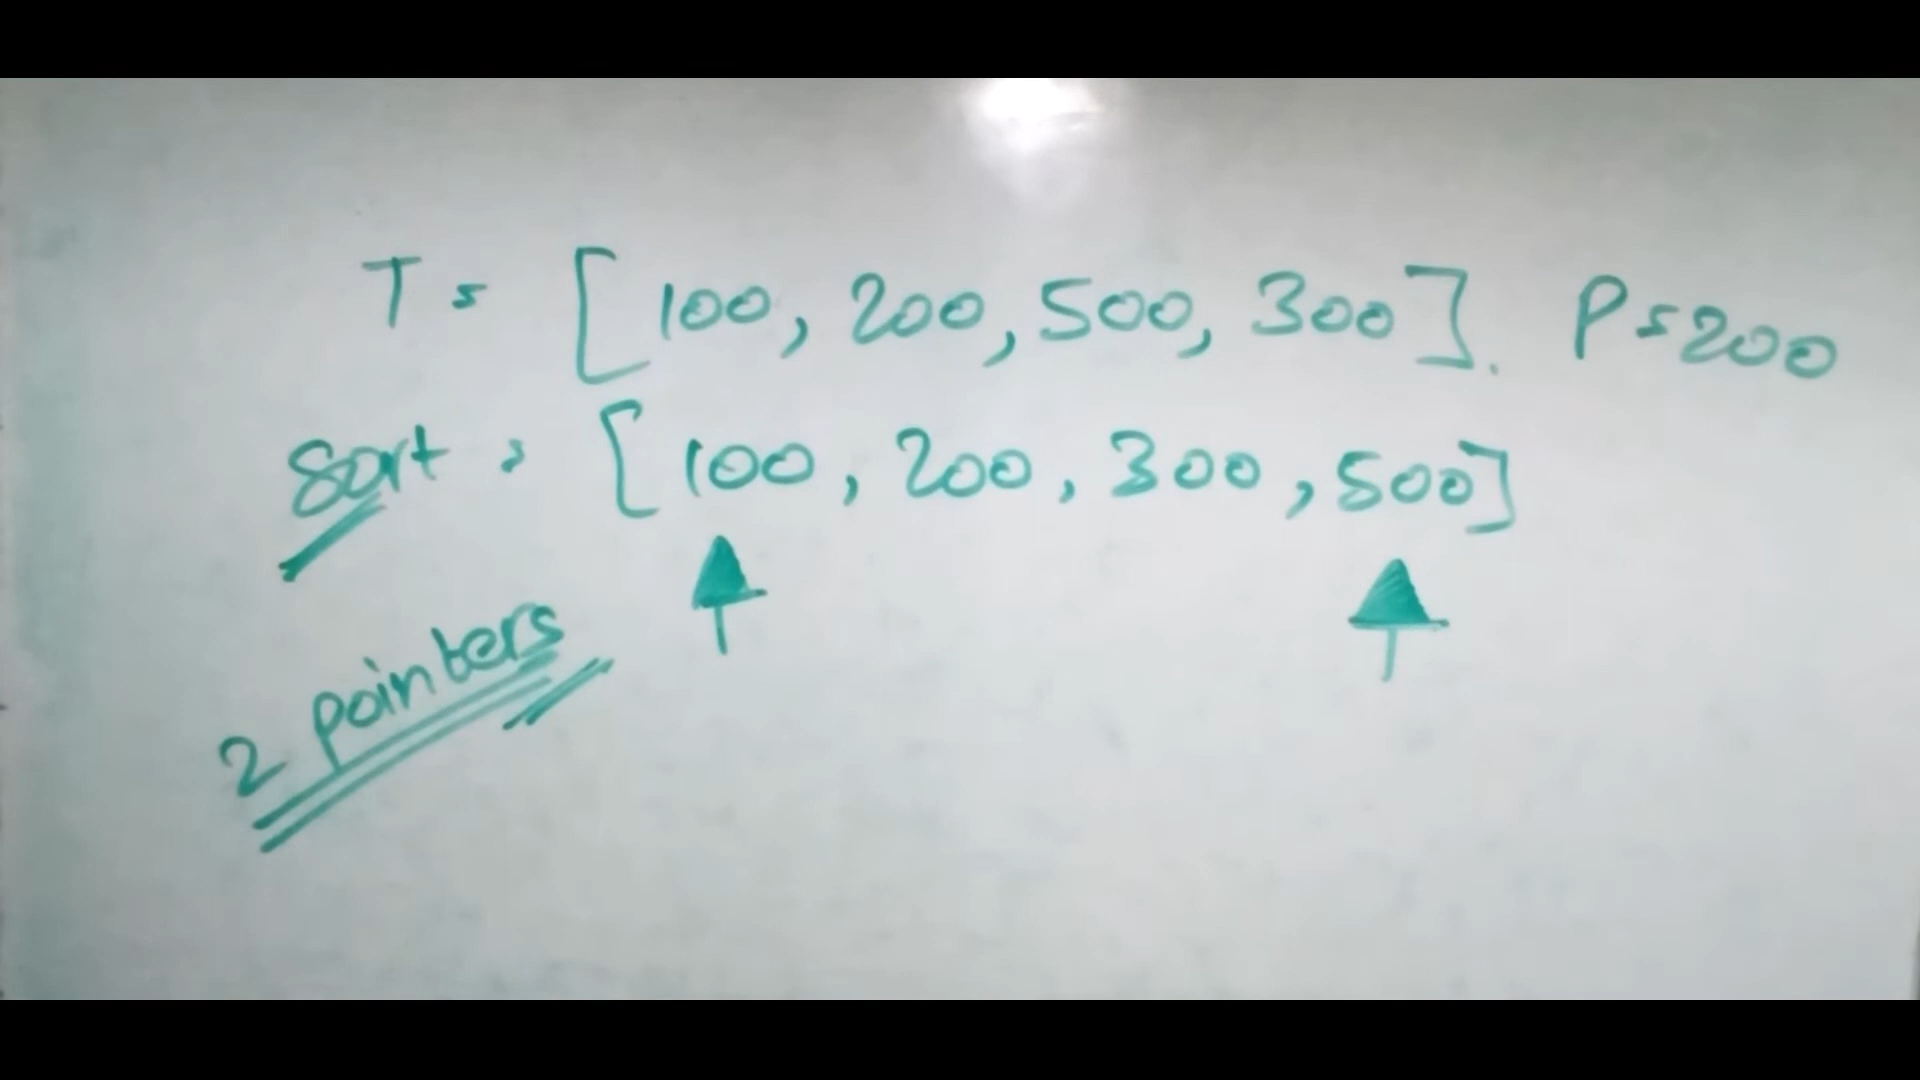 T = [100, 200, 500, 300]. P = 200
Sort = [100, 200, 300, 500]
2 pointers